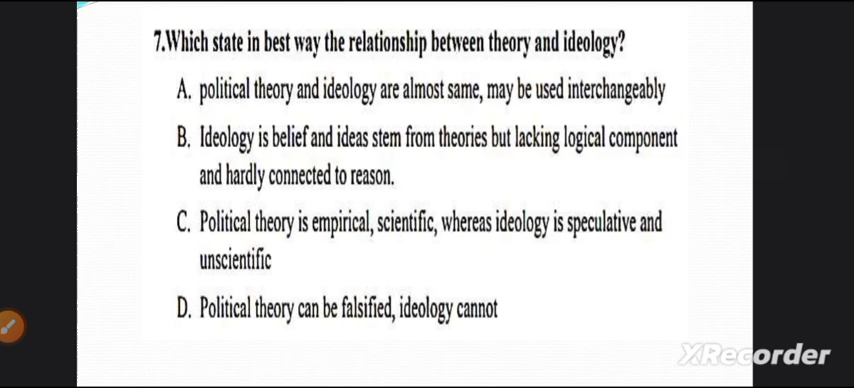 7.Which state in best way the relationship between theory and ideology?
A. political theory and ideology are almost same, may be used interchangeably
B. Ideology is belief and ideas stem from theories but lacking logical component
and hardly connected to reason.
C. Political theory is empirical, scientific, whereas ideology is speculative and
unscientific
D. Political theory can be falsified, ideology cannot
XRecorder